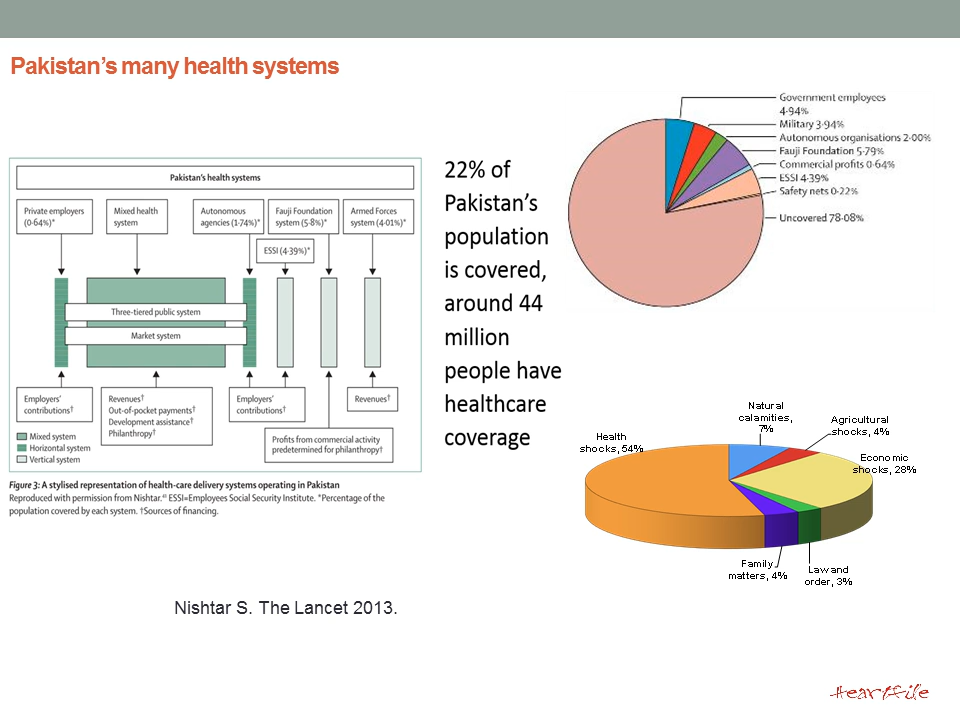 Pakistan's many health systems
Pakistan's health systems
Private employers
(0·64%)*
Mixed health
system
Autonomous
agencies (1·74%)*
Fauji Foundation
system (5·8%)*
Armed Forces
system (4·01%)*
ESSI (4·39%)*
Three-tiered public system
Market system
Employers'
contributions†
Revenues†
Out-of-pocket payments†
Development assistance†
Philanthropy†
Employers'
contributions†
Revenues†
Profits from commercial activity
predetermined for philanthropy†
Mixed system
Horizontal system
Vertical system
Figure 3: A stylised representation of health-care delivery systems operating in Pakistan
Reproduced with permission from Nishtar.⁴⁵ ESSI=Employees Social Security Institute. *Percentage of the
population covered by each system. †Sources of financing.
22% of
Pakistan's
population
is covered,
around 44
million
people have
healthcare
coverage
Government employees
4·94%
Military 3·94%
Autonomous organisations 2·00%
Fauji Foundation 5·79%
Commercial profits 0·64%
ESSI 4·39%
Safety nets 0·22%
Uncovered 78·08%
Natural
calamities,
7%
Agricultural
shocks, 4%
Health
shocks, 54%
Economic
shocks, 28%
Family
matters, 4%
Law and
order, 3%
Nishtar S. The Lancet 2013.
Heartfile